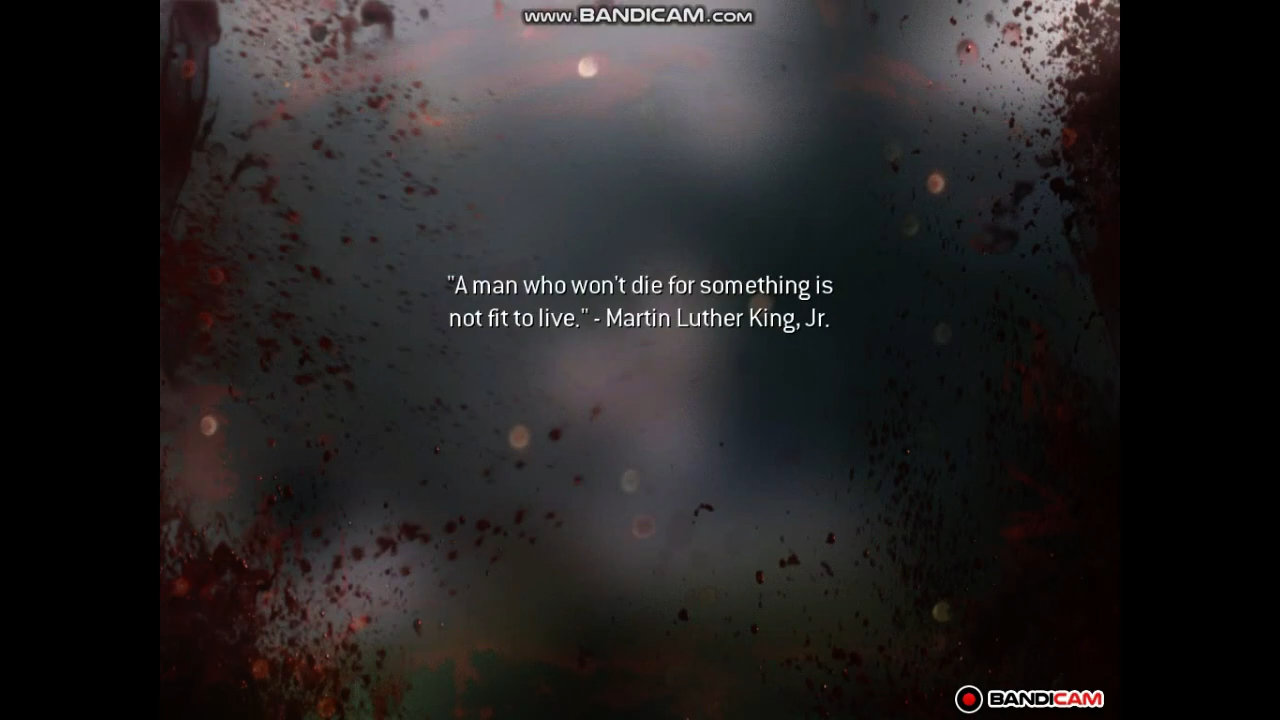 www.BANDICAM.com
"A man who won't die for something is
not fit to live." - Martin Luther King, Jr.
BANDICAM